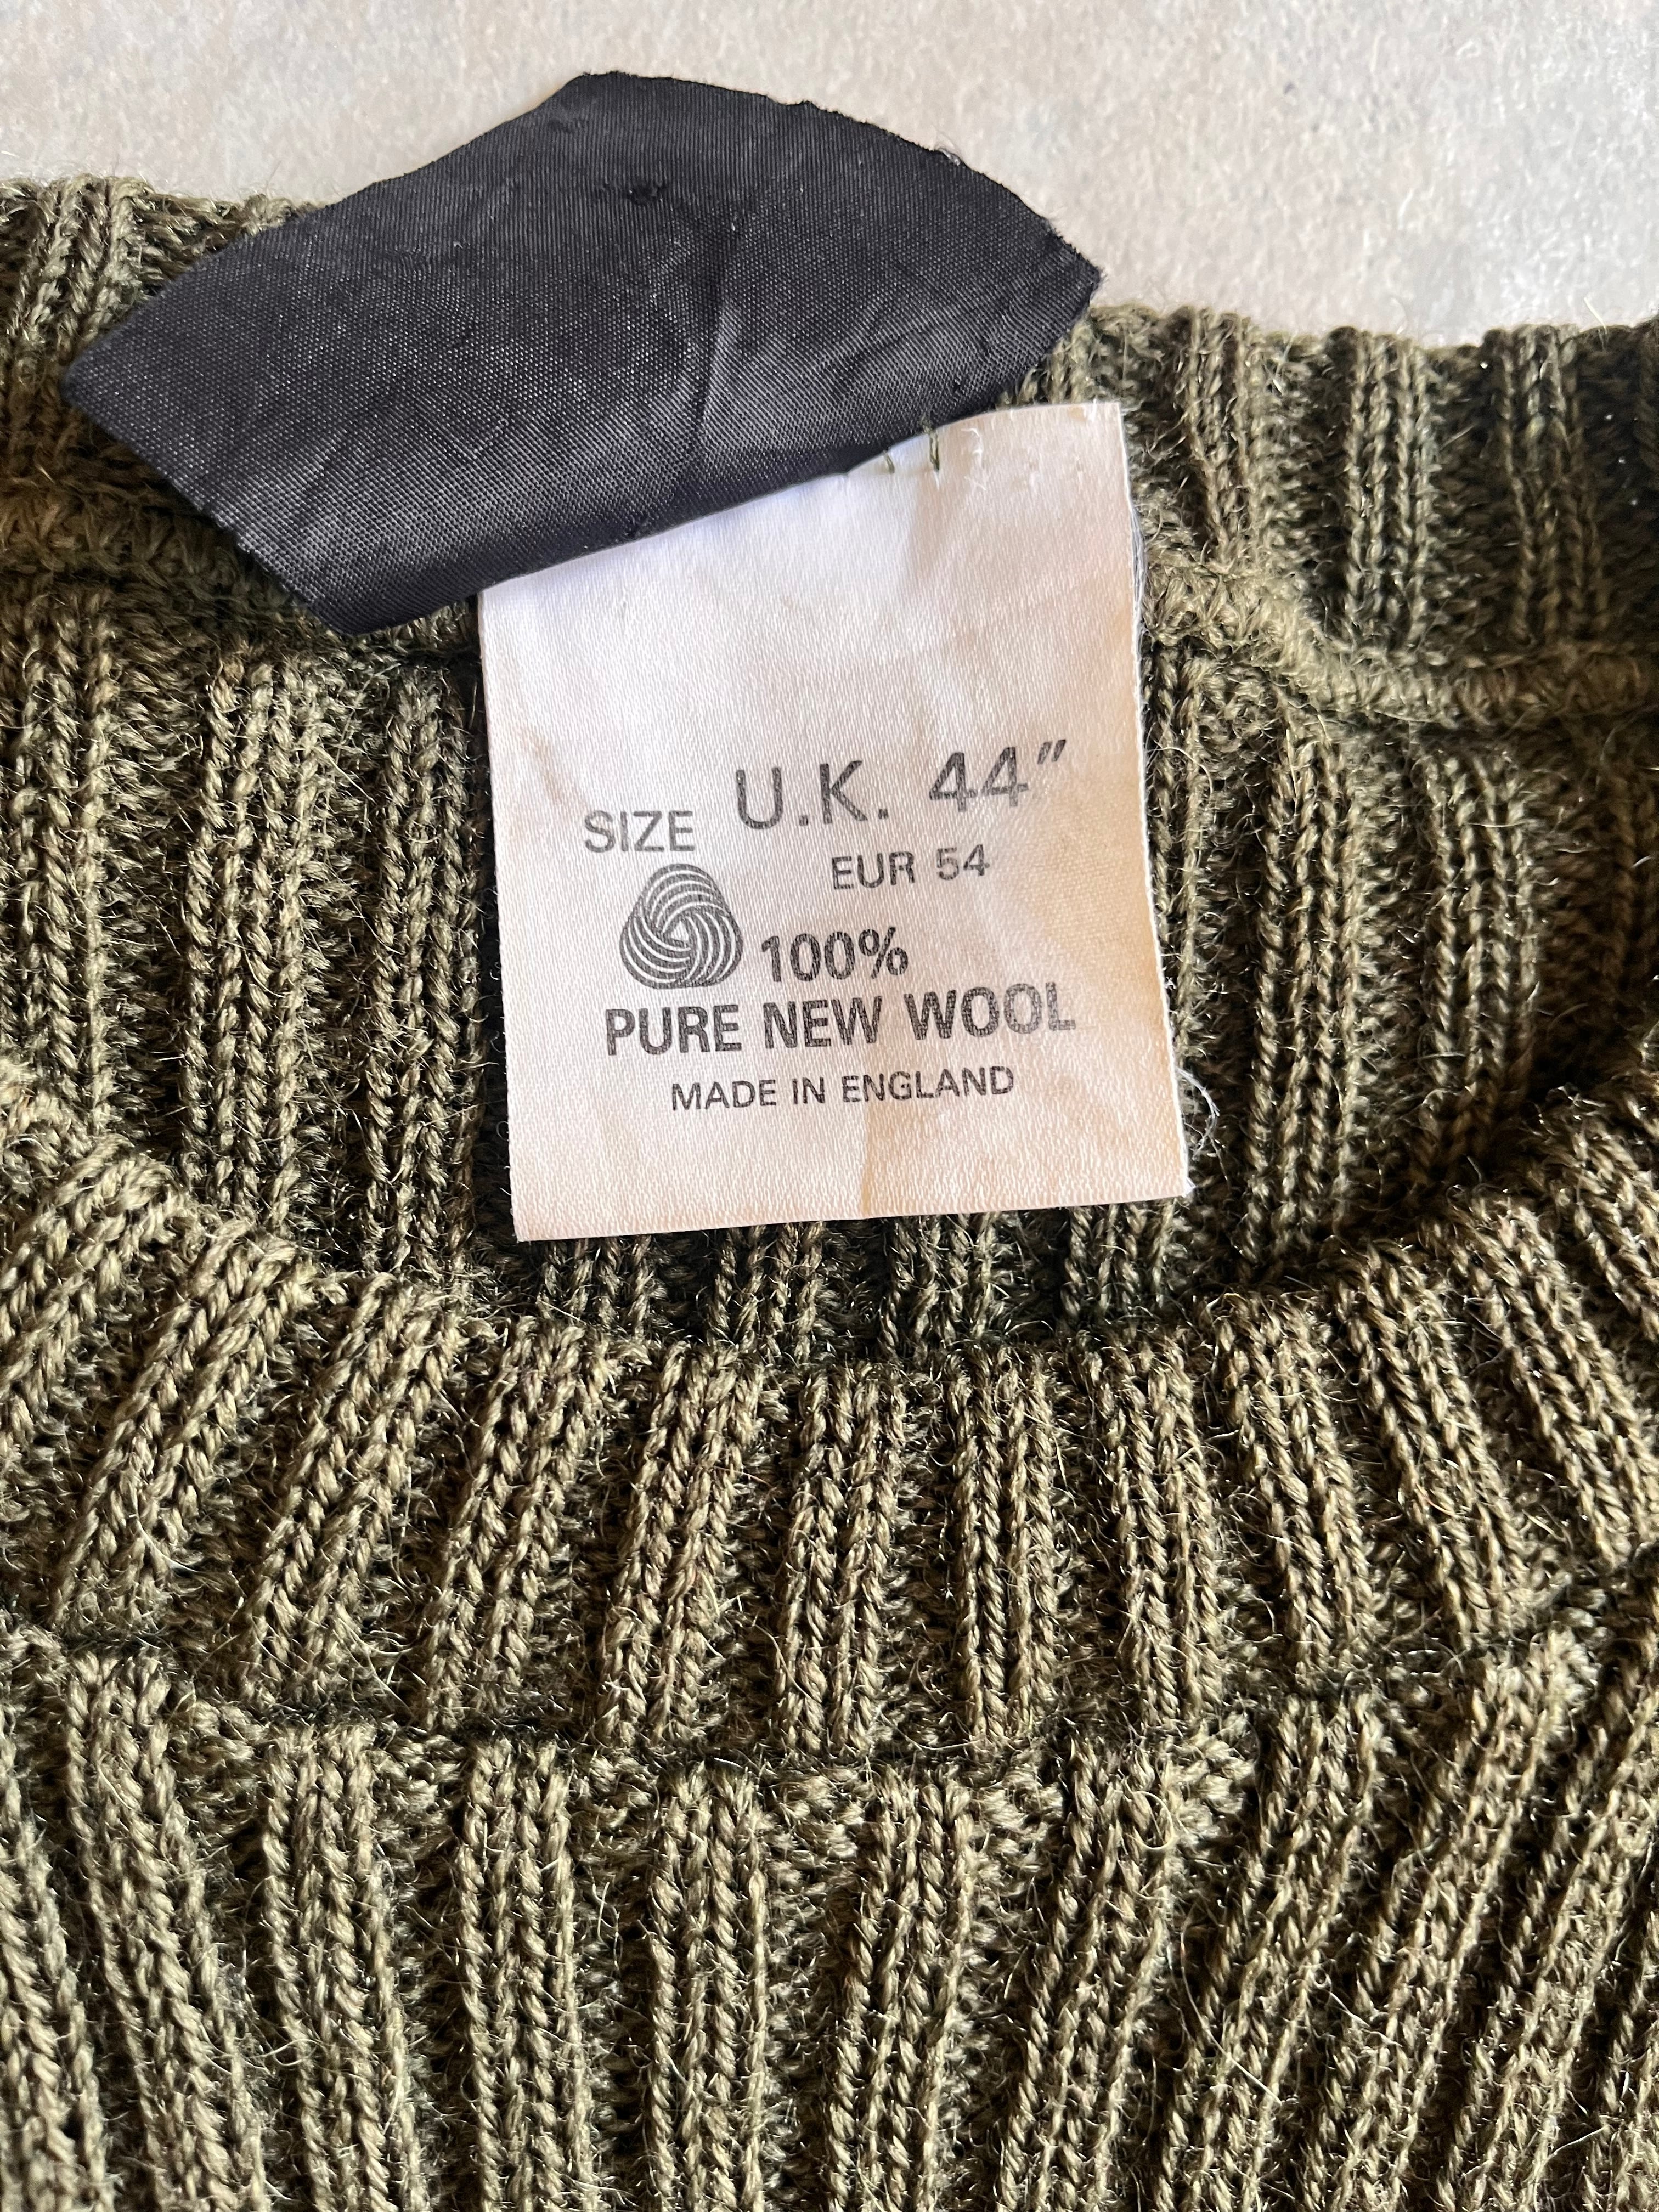 SIZE U.K. 44"
EUR 54
100%
PURE NEW WOOL
MADE IN ENGLAND